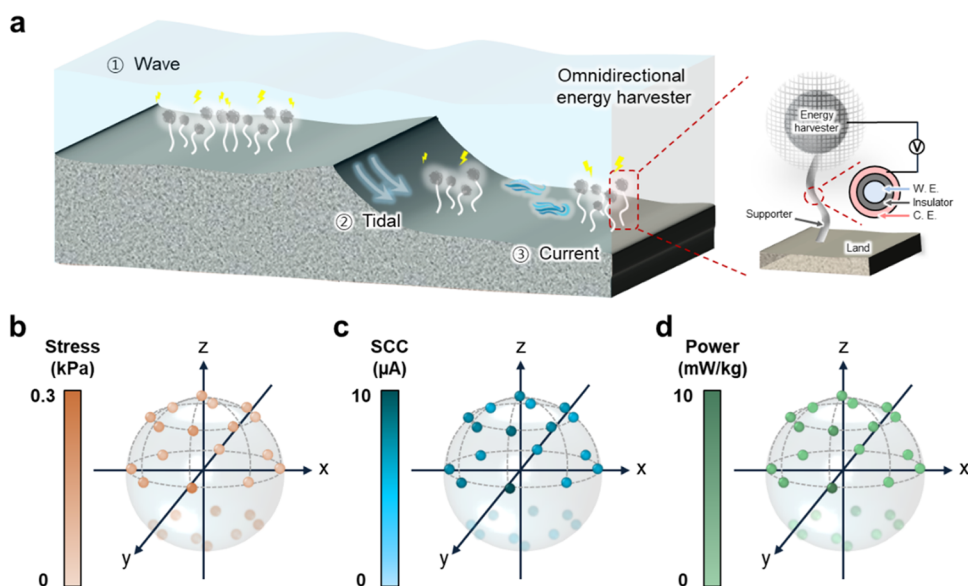 a
① Wave
Omnidirectional
energy harvester
② Tidal
③ Current
Energy
harvester
V
W. E.
Insulator
C. E.
Supporter
Land
b
Stress
(kPa)
0.3
0
z
x
y
c
SCC
(µA)
10
0
z
x
y
d
Power
(mW/kg)
10
0
z
x
y